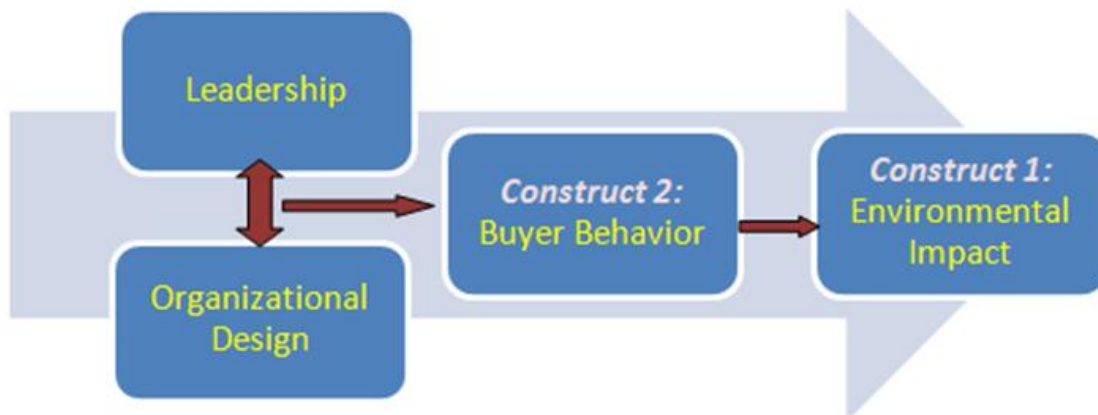 Leadership
Organizational
Design
Construct 2:
Buyer Behavior
Construct 1:
Environmental
Impact